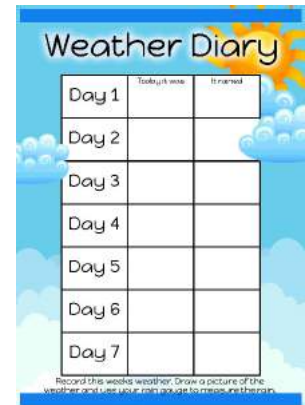 Weather Diary
Today it was It rained
Day 1
Day 2
Day 3
Day 4
Day 5
Day 6
Day 7
Record this weeks weather. Draw a picture of the
weather and use your rain gauge to measure the rain.